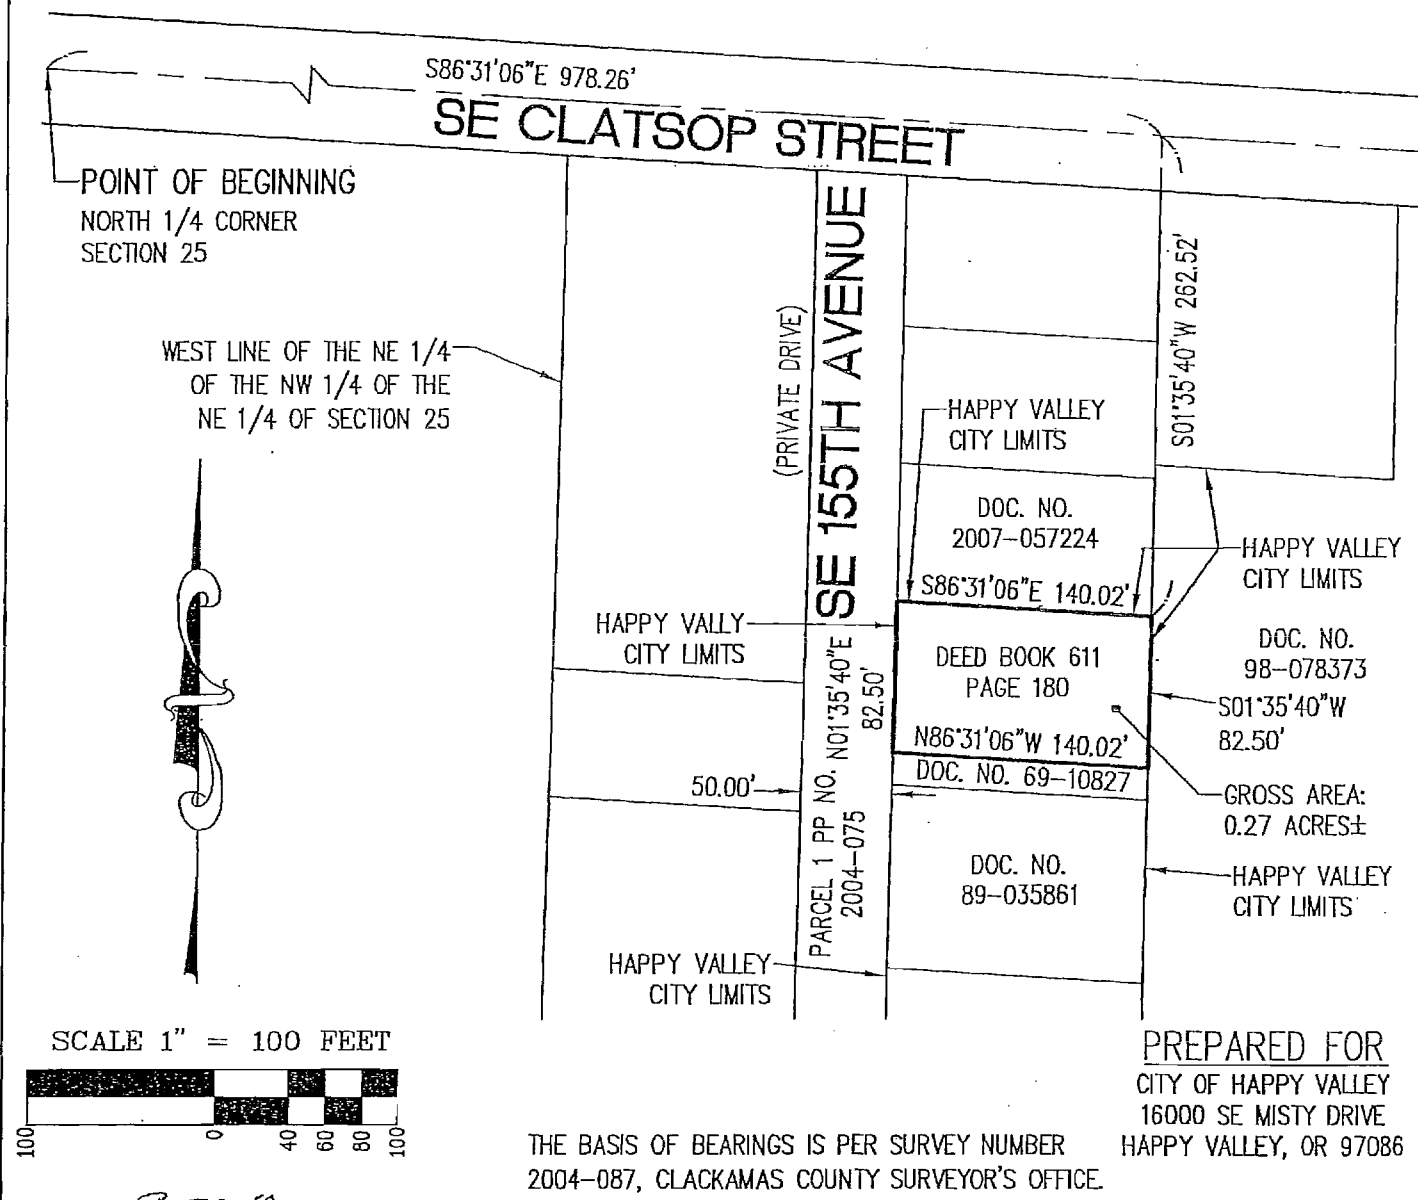 S86°31'06"E 978.26'
SE CLATSOP STREET
POINT OF BEGINNING
NORTH 1/4 CORNER
SECTION 25
WEST LINE OF THE NE 1/4
OF THE NW 1/4 OF THE
NE 1/4 OF SECTION 25
SE 155TH AVENUE
(PRIVATE DRIVE)
S01°35'40"W 262.52'
HAPPY VALLEY
CITY LIMITS
DOC. NO.
2007-057224
HAPPY VALLEY
CITY LIMITS
S86°31'06"E 140.02'
HAPPY VALLY
CITY LIMITS
DEED BOOK 611
PAGE 180
DOC. NO.
98-078373
S01°35'40"W
82.50'
N01°35'40"E
82.50'
N86°31'06"W 140.02'
DOC. NO. 69-10827
50.00'
PARCEL 1 PP NO.
2004-075
GROSS AREA:
0.27 ACRES±
DOC. NO.
89-035861
HAPPY VALLEY
CITY LIMITS
HAPPY VALLEY
CITY LIMITS
SCALE 1" = 100 FEET
100 0 40 60 80 100
PREPARED FOR
CITY OF HAPPY VALLEY
16000 SE MISTY DRIVE
HAPPY VALLEY, OR 97086
THE BASIS OF BEARINGS IS PER SURVEY NUMBER
2004-087, CLACKAMAS COUNTY SURVEYOR'S OFFICE.